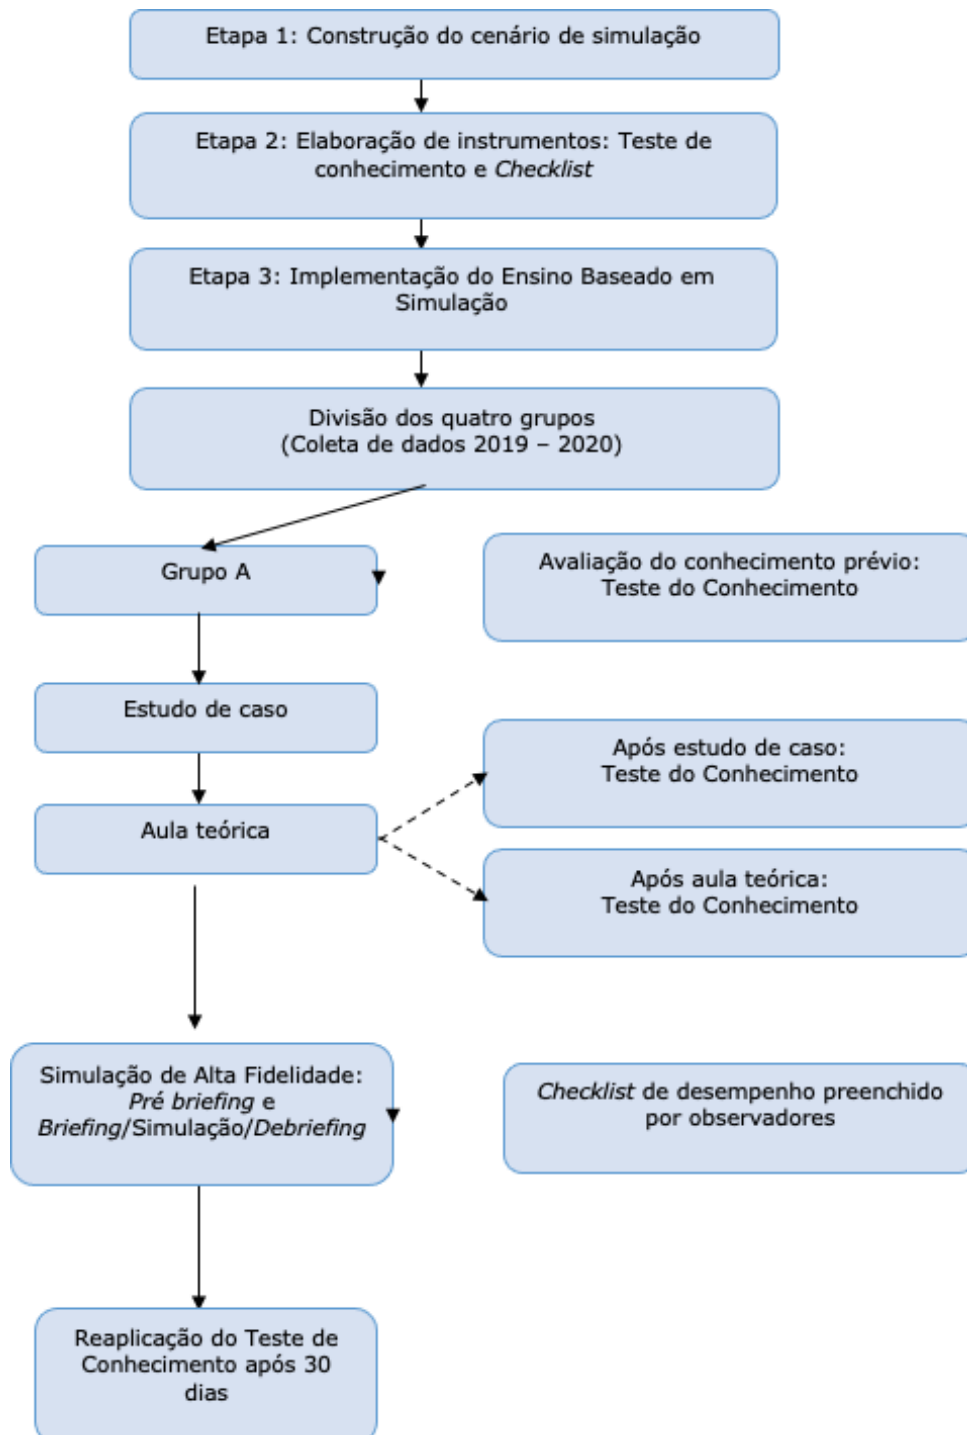 Etapa 1: Construção do cenário de simulação
Etapa 2: Elaboração de instrumentos: Teste de
conhecimento e Checklist
Etapa 3: Implementação do Ensino Baseado em
Simulação
Divisão dos quatro grupos
(Coleta de dados 2019 – 2020)
Grupo A
Avaliação do conhecimento prévio:
Teste do Conhecimento
Estudo de caso
Após estudo de caso:
Teste do Conhecimento
Aula teórica
Após aula teórica:
Teste do Conhecimento
Simulação de Alta Fidelidade:
Pré briefing e
Briefing/Simulação/Debriefing
Checklist de desempenho preenchido
por observadores
Reaplicação do Teste de
Conhecimento após 30
dias